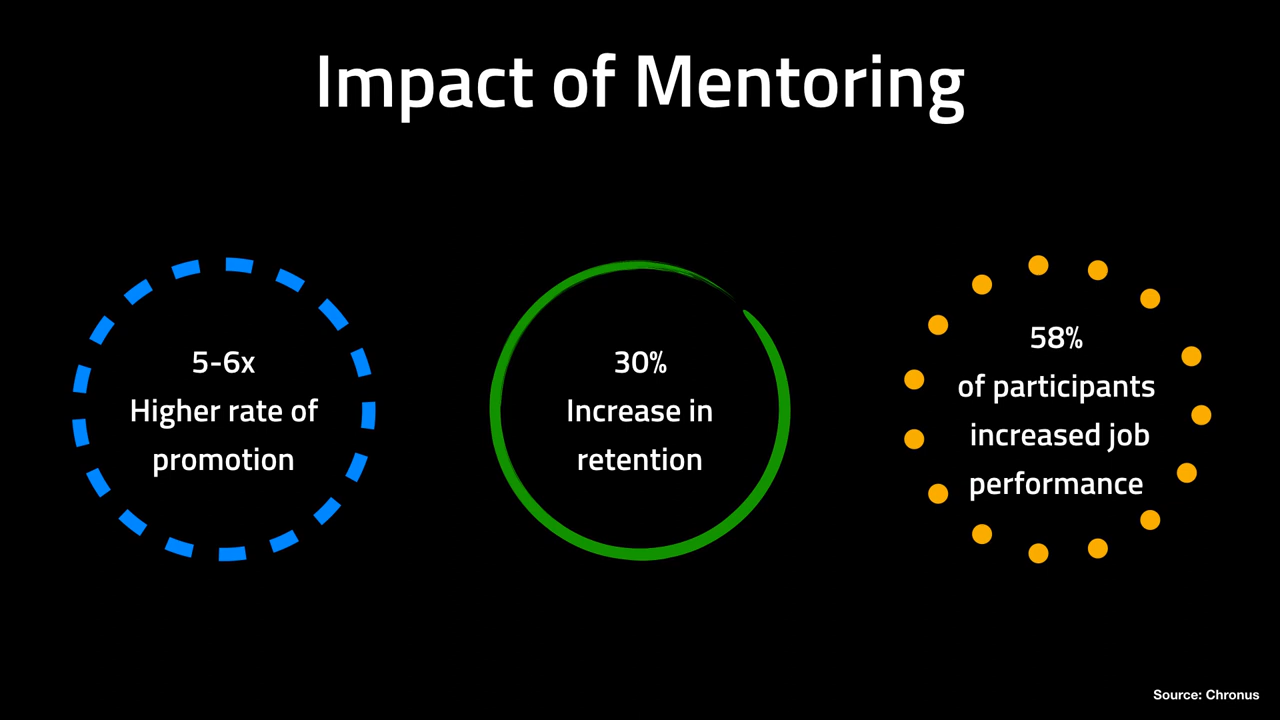 Impact of Mentoring
5-6x
Higher rate of
promotion
30%
Increase in
retention
58%
of participants
increased job
performance
Source: Chronus